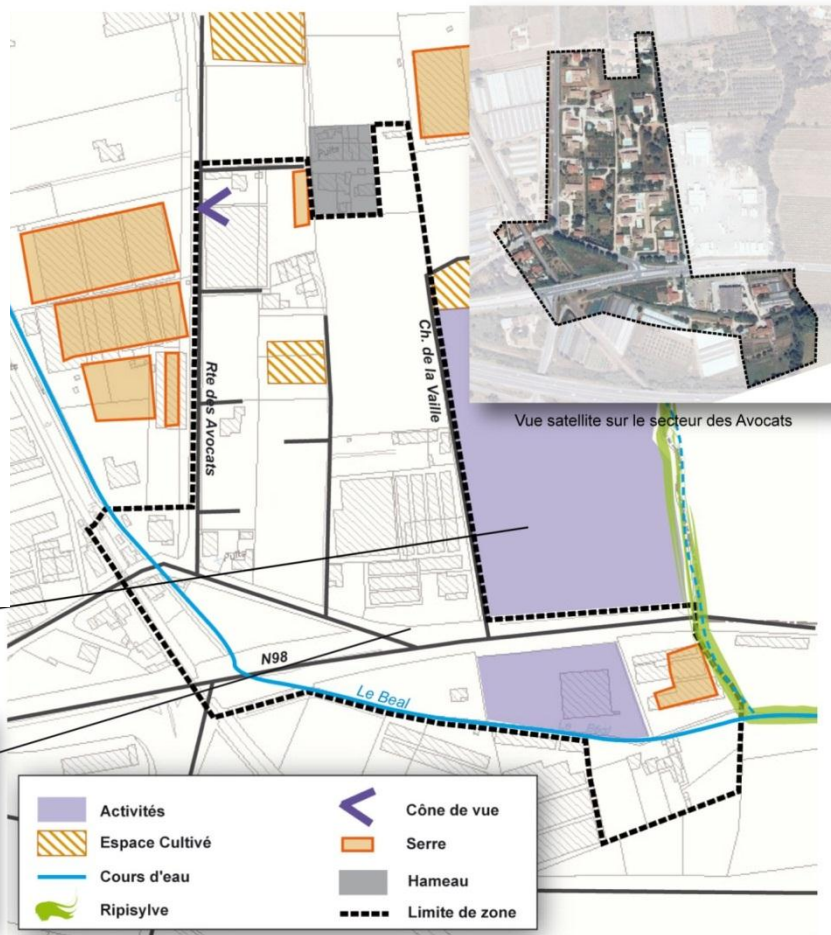 Vue satellite sur le secteur des Avocats
Rte des Avocats
Ch. de la Vaille
N98
Le Beal
Activités
Espace Cultivé
Cours d'eau
Ripisylve
Cône de vue
Serre
Hameau
Limite de zone